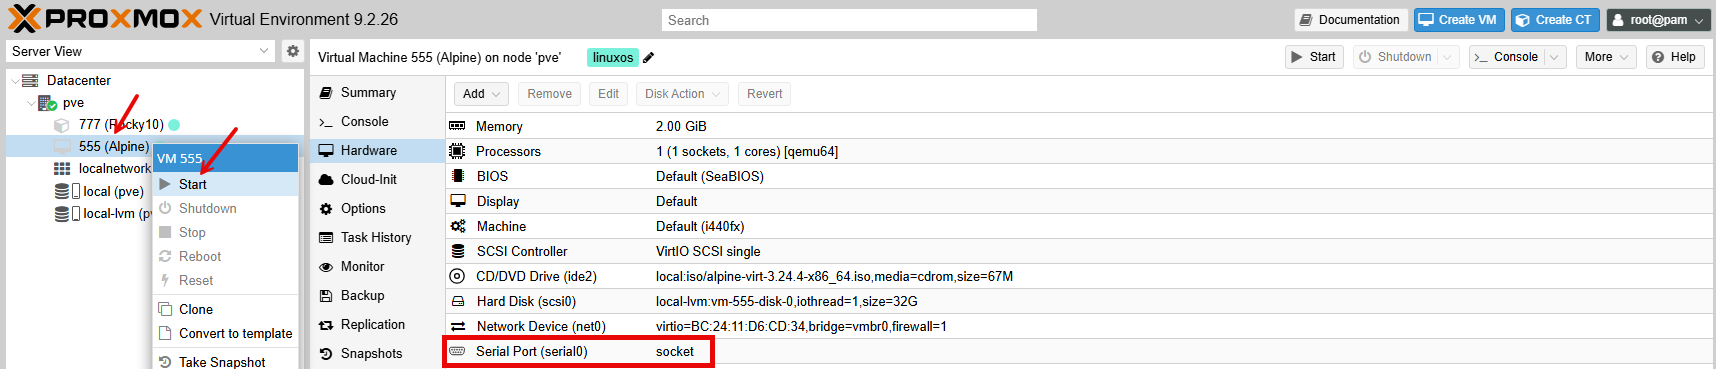 PROXMOX Virtual Environment 9.2.26
Search
Documentation
Create VM
Create CT
root@pam
Server View
Datacenter
pve
777 (Rocky10)
555 (Alpine)
localnetwork
local (pve)
local-lvm (pv
VM 555
Start
Shutdown
Stop
Reboot
Reset
Clone
Convert to template
Take Snapshot
Virtual Machine 555 (Alpine) on node 'pve'
linuxos
Start
Shutdown
Console
More
Help
Summary
Console
Hardware
Cloud-Init
Options
Task History
Monitor
Backup
Replication
Snapshots
Add
Remove
Edit
Disk Action
Revert
Memory 2.00 GiB
Processors 1 (1 sockets, 1 cores) [qemu64]
BIOS Default (SeaBIOS)
Display Default
Machine Default (i440fx)
SCSI Controller VirtIO SCSI single
CD/DVD Drive (ide2) local:iso/alpine-virt-3.24.4-x86_64.iso,media=cdrom,size=67M
Hard Disk (scsi0) local-lvm:vm-555-disk-0,iothread=1,size=32G
Network Device (net0) virtio=BC:24:11:D6:CD:34,bridge=vmbr0,firewall=1
Serial Port (serial0) socket